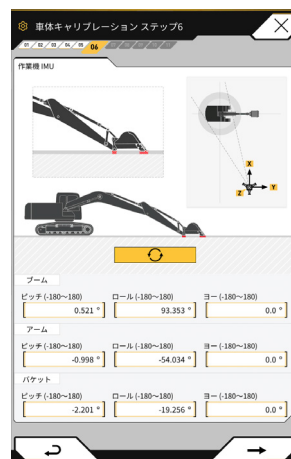 車体キャリブレーション ステップ6
01 02 03 04 05 06
作業機 IMU
X
Y
Z
ブーム
ピッチ (-180～180) ロール (-180～180) ヨー (-180～180)
0.521 ° 93.353 ° 0.0 °
アーム
ピッチ (-180～180) ロール (-180～180) ヨー (-180～180)
-0.998 ° -54.034 ° 0.0 °
バケット
ピッチ (-180～180) ロール (-180～180) ヨー (-180～180)
-2.201 ° -19.256 ° 0.0 °